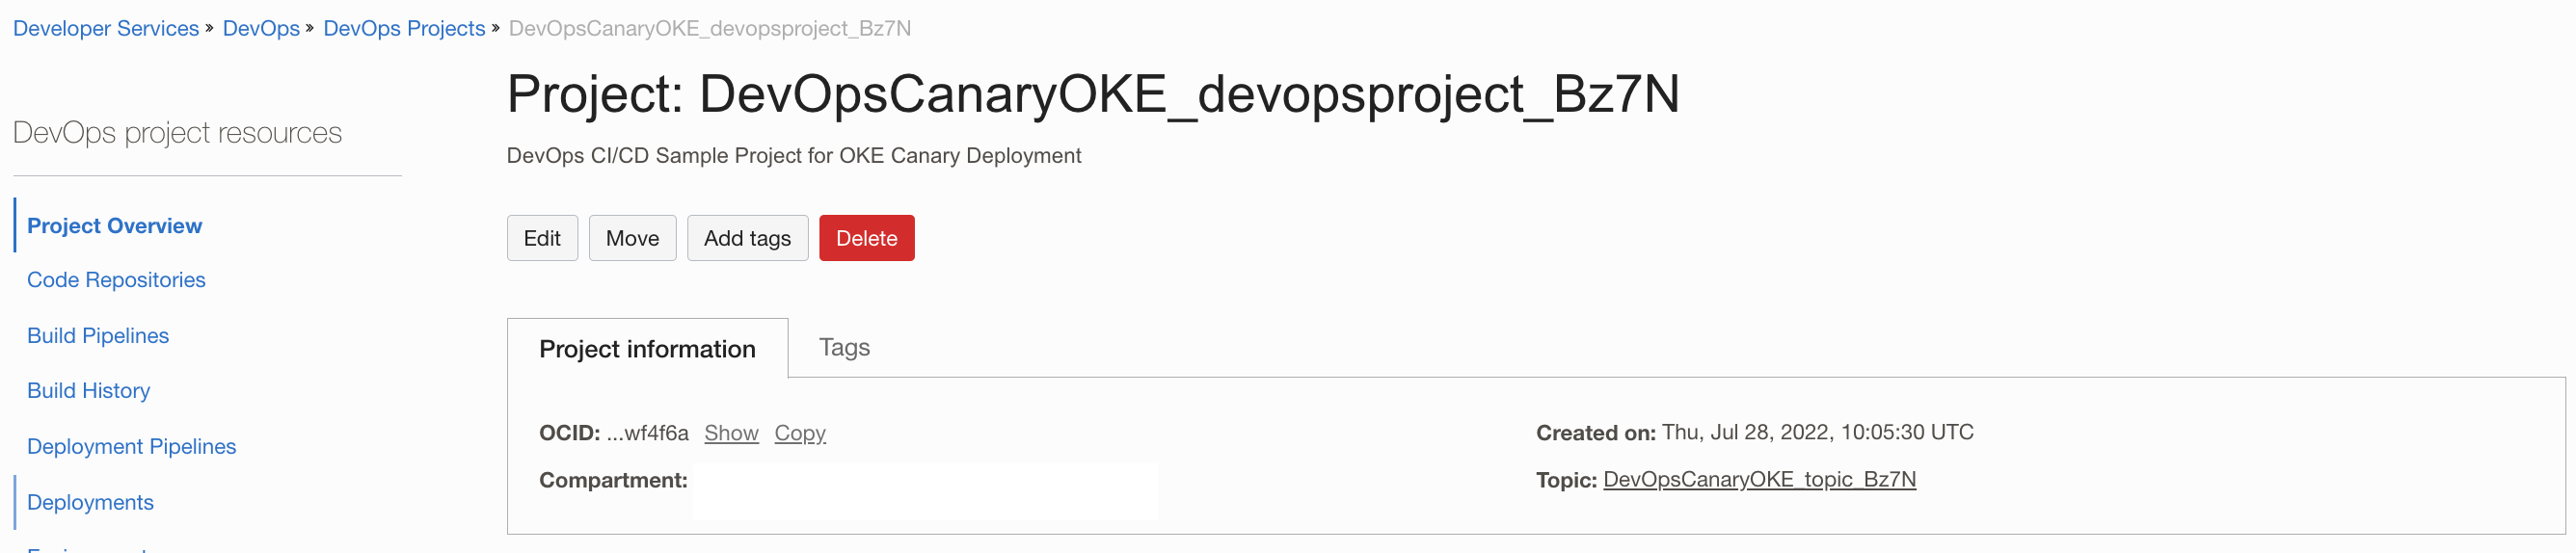 Developer Services » DevOps » DevOps Projects » DevOpsCanaryOKE_devopsproject_Bz7N
Project: DevOpsCanaryOKE_devopsproject_Bz7N
DevOps CI/CD Sample Project for OKE Canary Deployment
Edit Move Add tags Delete
DevOps project resources
Project Overview
Code Repositories
Build Pipelines
Build History
Deployment Pipelines
Deployments
Project information Tags
OCID: ...wf4f6a Show Copy
Compartment:
Created on: Thu, Jul 28, 2022, 10:05:30 UTC
Topic: DevOpsCanaryOKE_topic_Bz7N